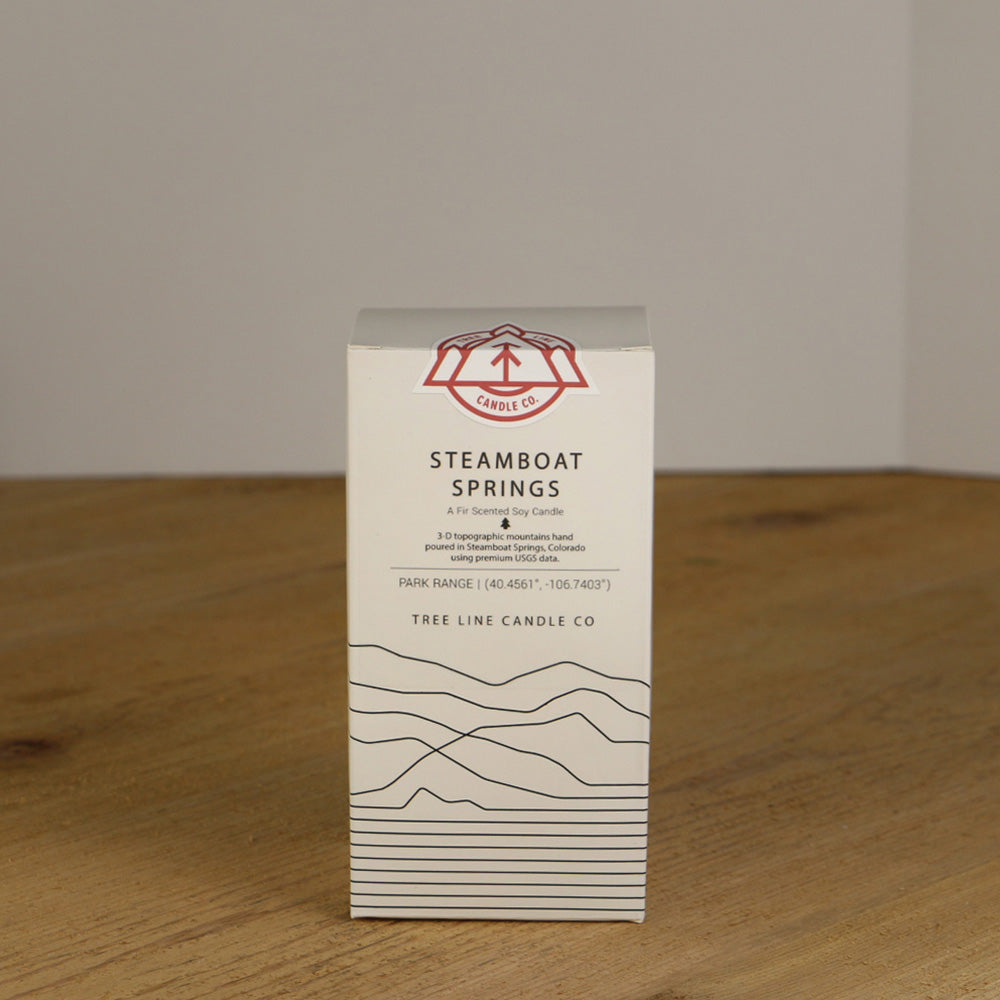 TREE LINE
CANDLE CO.
STEAMBOAT
SPRINGS
A Fir Scented Soy Candle
3-D topographic mountains hand
poured in Steamboat Springs, Colorado
using premium USGS data.
PARK RANGE | (40.4561", -106.7403")
TREE LINE CANDLE CO